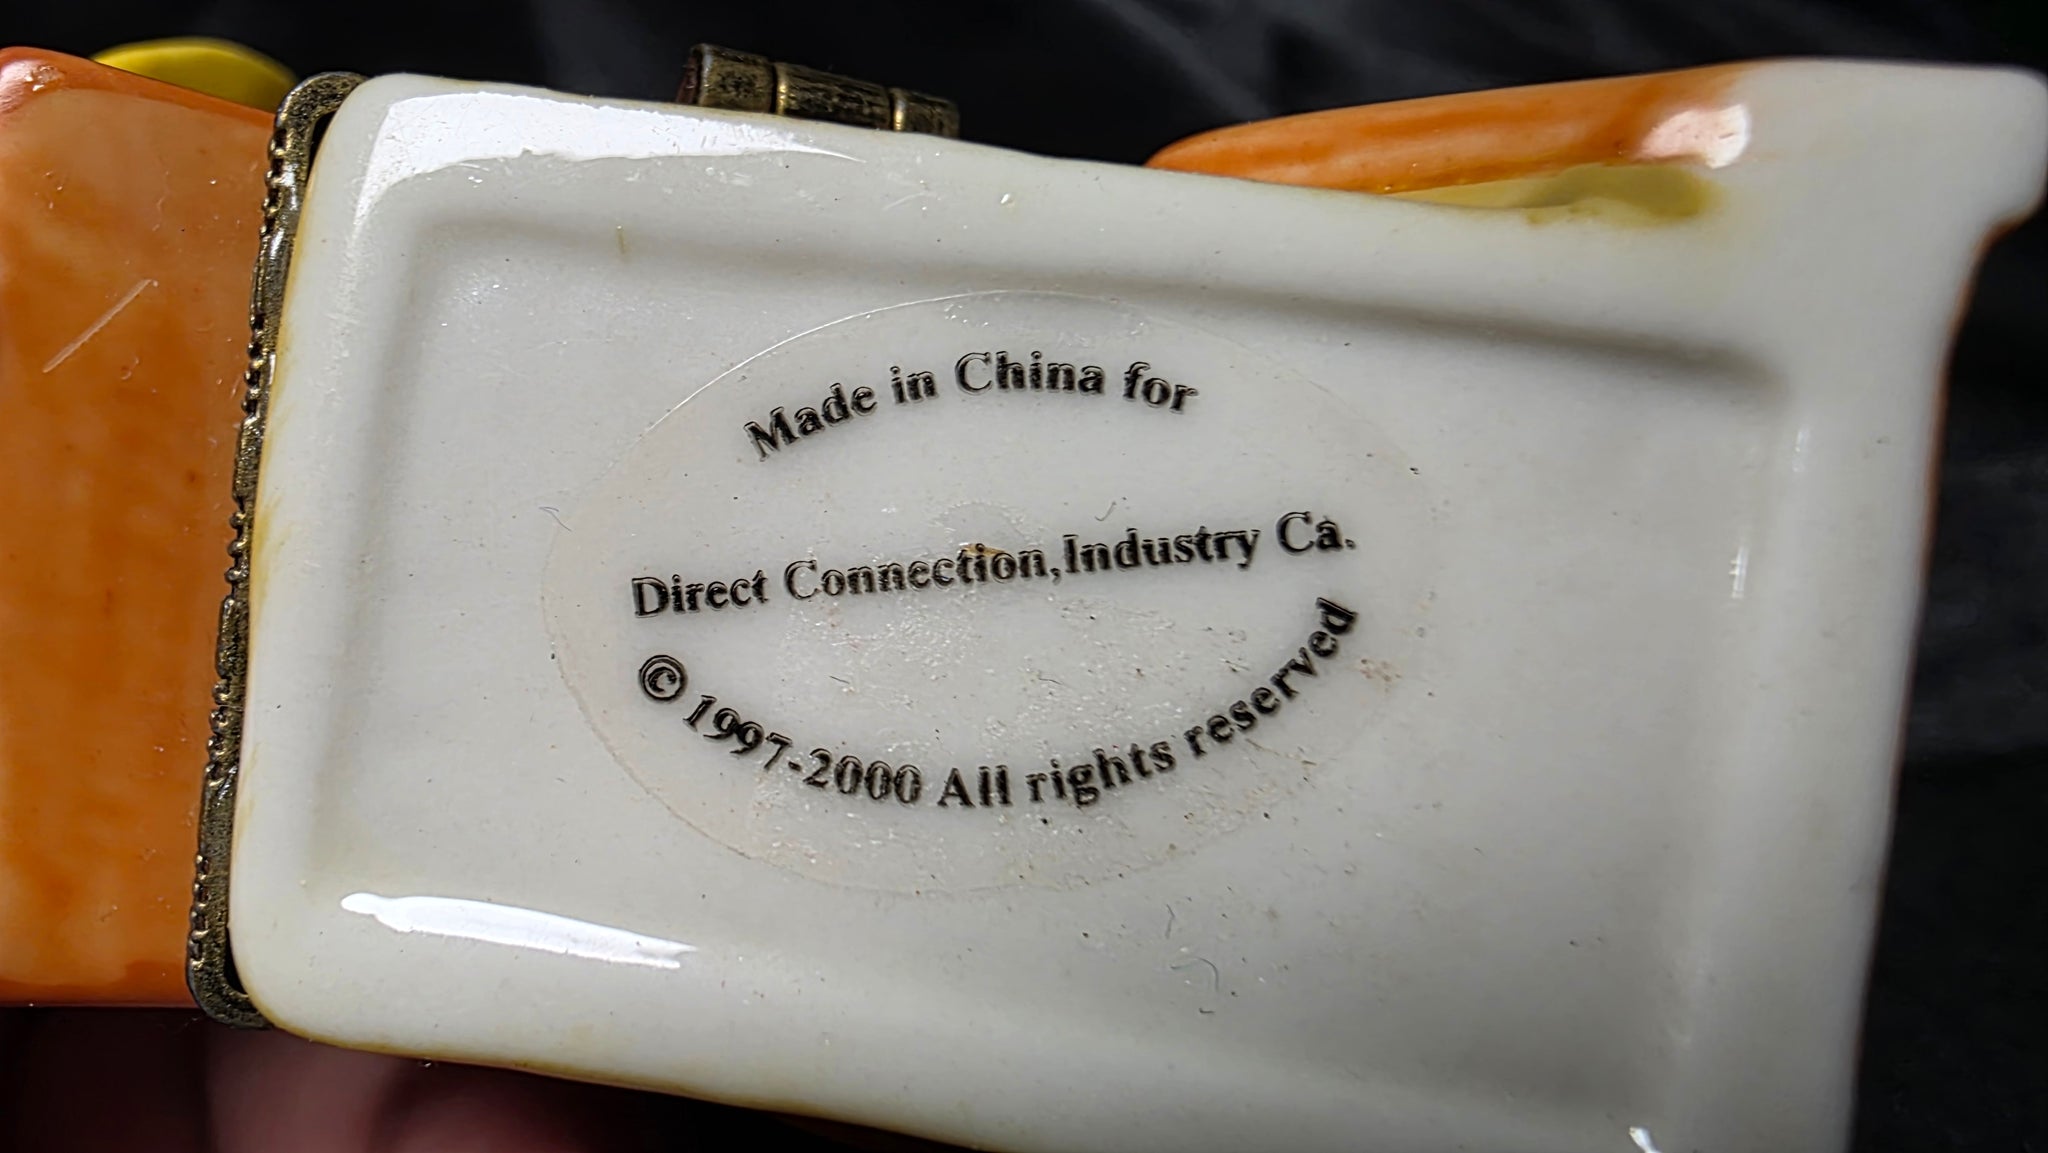 Made in China for
Direct Connection,Industry Ca.
© 1997-2000 All rights reserved